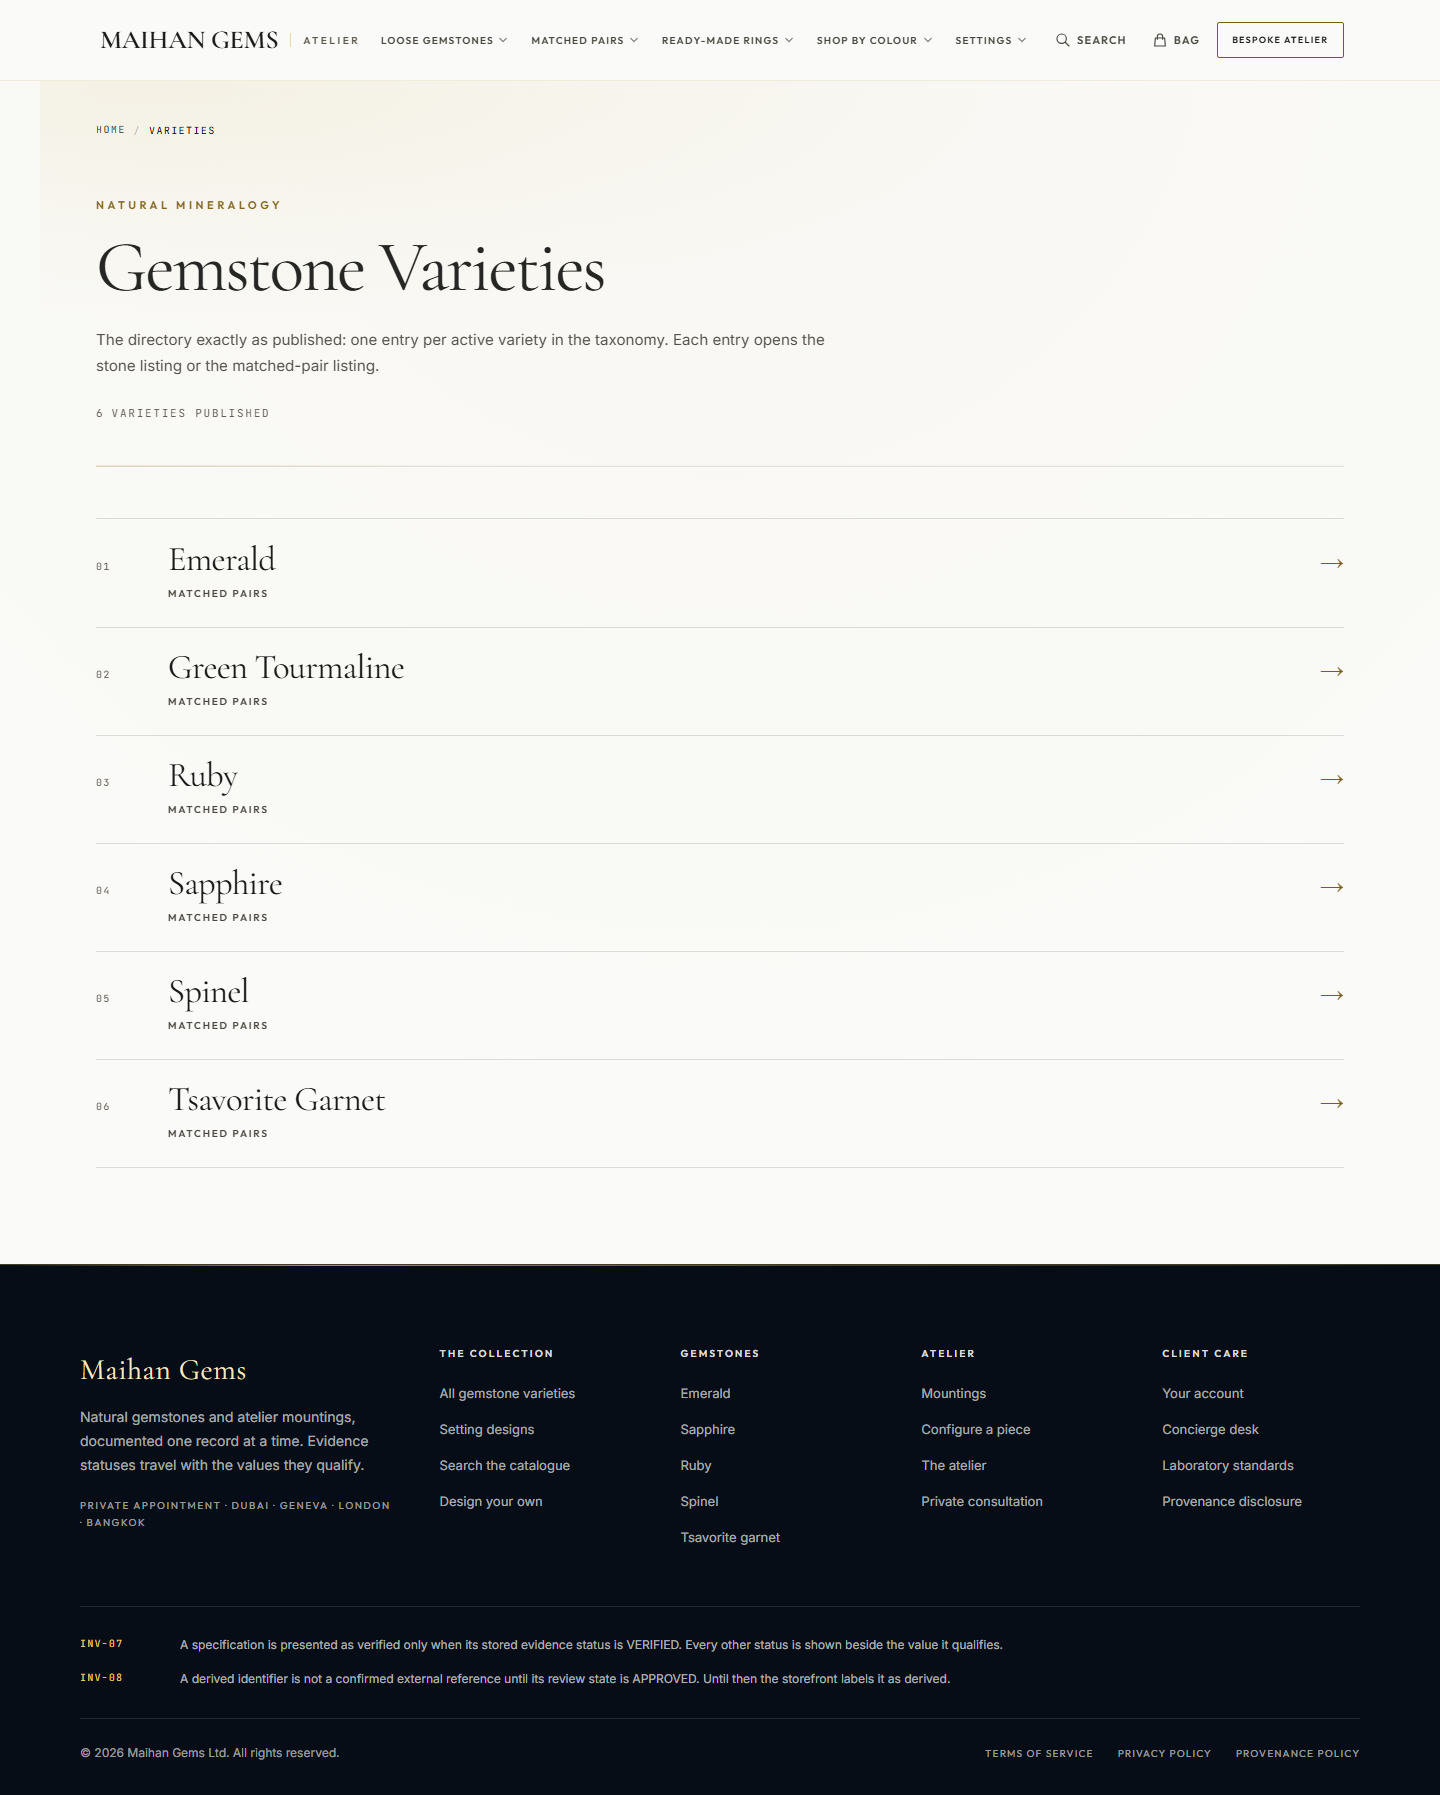 MAIHAN GEMS ATELIER LOOSE GEMSTONES MATCHED PAIRS READY-MADE RINGS SHOP BY COLOUR SETTINGS SEARCH BAG BESPOKE ATELIER
HOME / VARIETIES
NATURAL MINERALOGY
Gemstone Varieties
The directory exactly as published: one entry per active variety in the taxonomy. Each entry opens the
stone listing or the matched-pair listing.
6 VARIETIES PUBLISHED
01 Emerald →
MATCHED PAIRS
02 Green Tourmaline →
MATCHED PAIRS
03 Ruby →
MATCHED PAIRS
04 Sapphire →
MATCHED PAIRS
05 Spinel →
MATCHED PAIRS
06 Tsavorite Garnet →
MATCHED PAIRS
Maihan Gems
Natural gemstones and atelier mountings,
documented one record at a time. Evidence
statuses travel with the values they qualify.
PRIVATE APPOINTMENT · DUBAI · GENEVA · LONDON
· BANGKOK
THE COLLECTION
All gemstone varieties
Setting designs
Search the catalogue
Design your own
GEMSTONES
Emerald
Sapphire
Ruby
Spinel
Tsavorite garnet
ATELIER
Mountings
Configure a piece
The atelier
Private consultation
CLIENT CARE
Your account
Concierge desk
Laboratory standards
Provenance disclosure
INV-07 A specification is presented as verified only when its stored evidence status is VERIFIED. Every other status is shown beside the value it qualifies.
INV-08 A derived identifier is not a confirmed external reference until its review state is APPROVED. Until then the storefront labels it as derived.
© 2026 Maihan Gems Ltd. All rights reserved.
TERMS OF SERVICE PRIVACY POLICY PROVENANCE POLICY